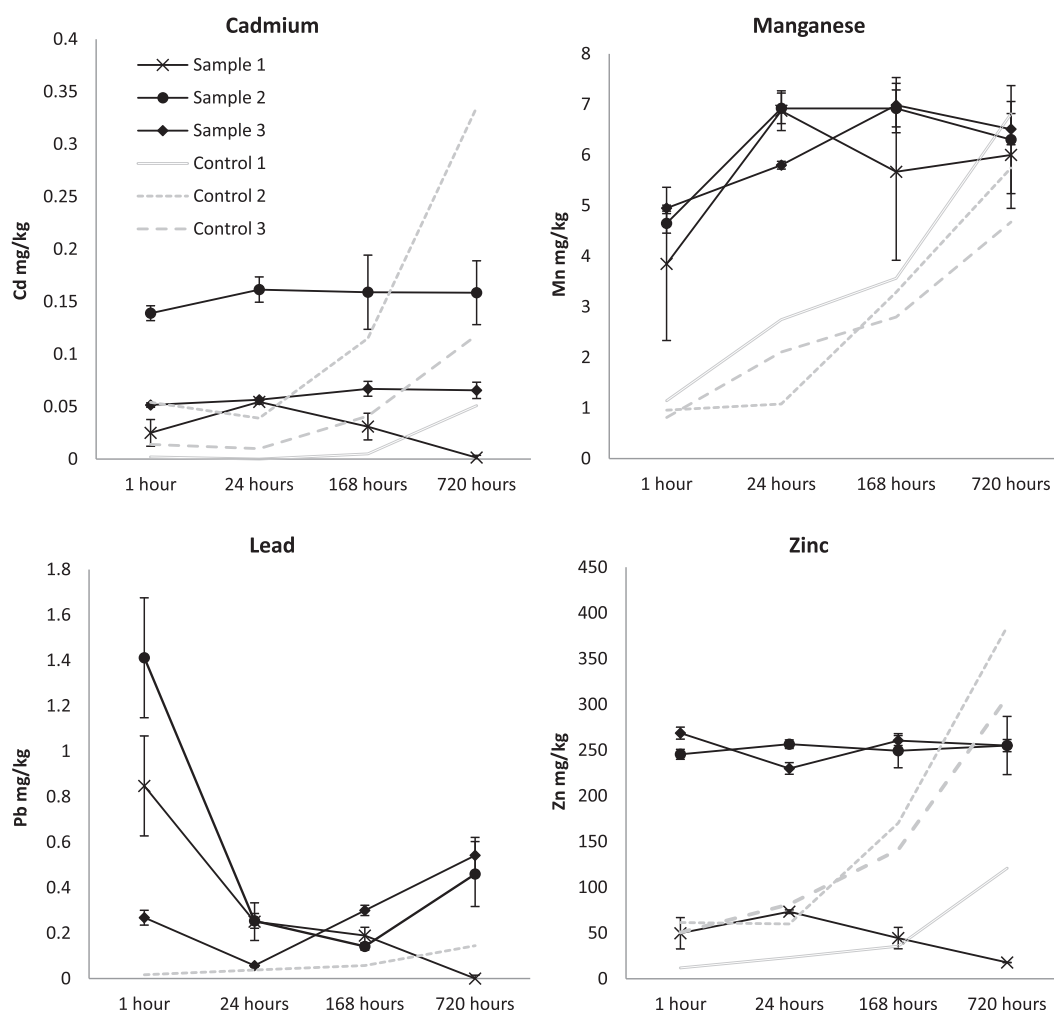 Cadmium
0.4
0.35
0.3
0.25
0.2
0.15
0.1
0.05
0
Cd mg/kg
Sample 1
Sample 2
Sample 3
Control 1
Control 2
Control 3
1 hour 24 hours 168 hours 720 hours
Manganese
8
7
6
5
4
3
2
1
0
Mn mg/kg
1 hour 24 hours 168 hours 720 hours
Lead
1.8
1.6
1.4
1.2
1
0.8
0.6
0.4
0.2
0
Pb mg/kg
1 hour 24 hours 168 hours 720 hours
Zinc
450
400
350
300
250
200
150
100
50
0
Zn mg/kg
1 hour 24 hours 168 hours 720 hours